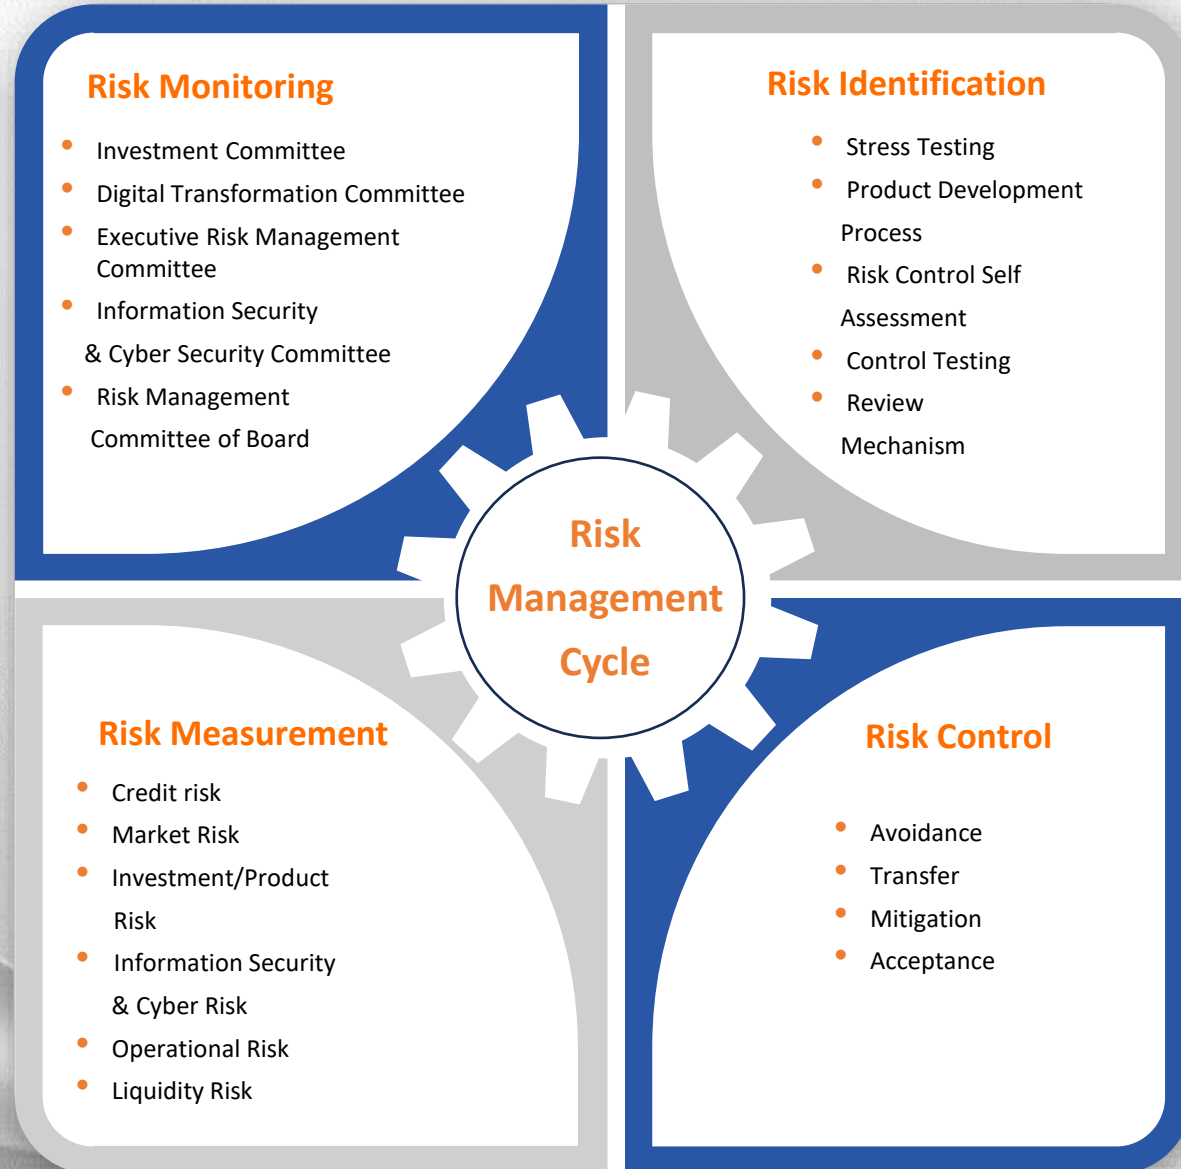 Risk Monitoring
• Investment Committee
• Digital Transformation Committee
• Executive Risk Management
Committee
• Information Security
& Cyber Security Committee
• Risk Management
Committee of Board
Risk Identification
• Stress Testing
• Product Development
Process
• Risk Control Self
Assessment
• Control Testing
• Review
Mechanism
Risk
Management
Cycle
Risk Measurement
• Credit risk
• Market Risk
• Investment/Product
Risk
• Information Security
& Cyber Risk
• Operational Risk
• Liquidity Risk
Risk Control
• Avoidance
• Transfer
• Mitigation
• Acceptance